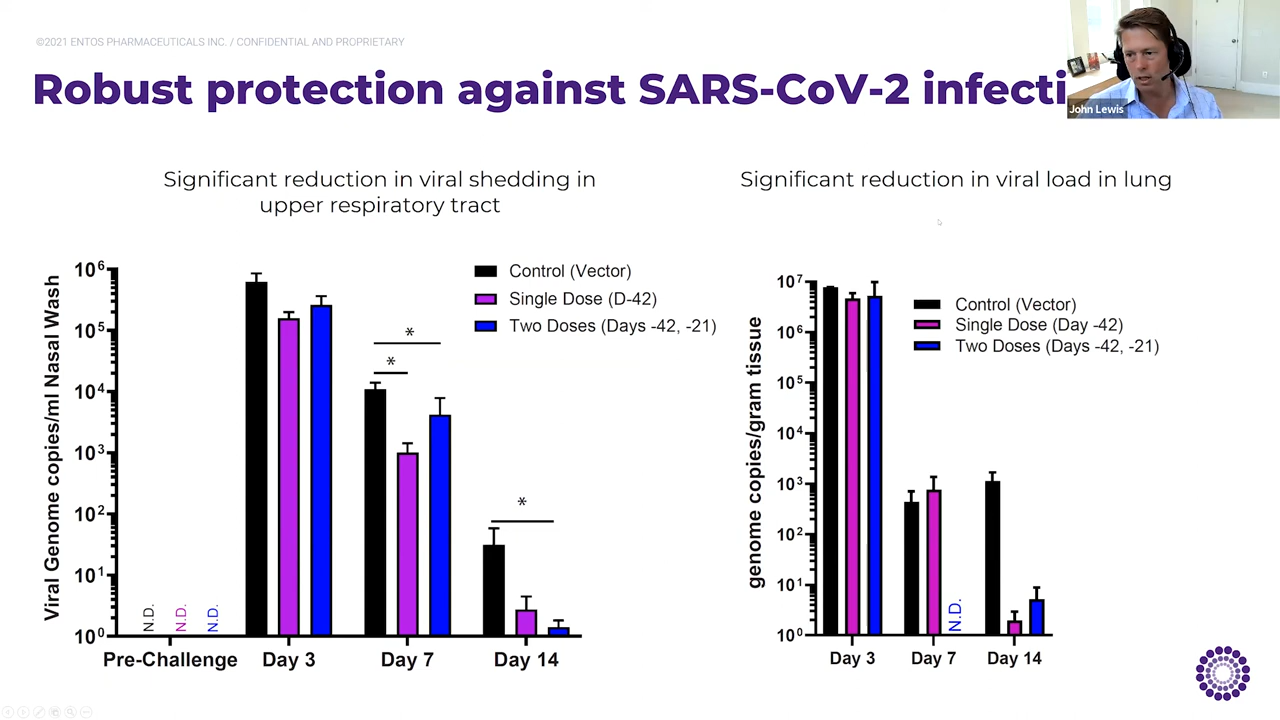 ©2021 ENTOS PHARMACEUTICALS INC. / CONFIDENTIAL AND PROPRIETARY
Robust protection against SARS-CoV-2 infecti
John Lewis
Significant reduction in viral shedding in
upper respiratory tract
Viral Genome copies/ml Nasal Wash
10⁶
10⁵
10⁴
10³
10²
10¹
10⁰
Control (Vector)
Single Dose (D-42)
Two Doses (Days -42, -21)
*
*
*
N.D.
N.D.
N.D.
Pre-Challenge
Day 3
Day 7
Day 14
Significant reduction in viral load in lung
genome copies/gram tissue
10⁷
10⁶
10⁵
10⁴
10³
10²
10¹
10⁰
Control (Vector)
Single Dose (Day -42)
Two Doses (Days -42, -21)
N.D.
Day 3
Day 7
Day 14